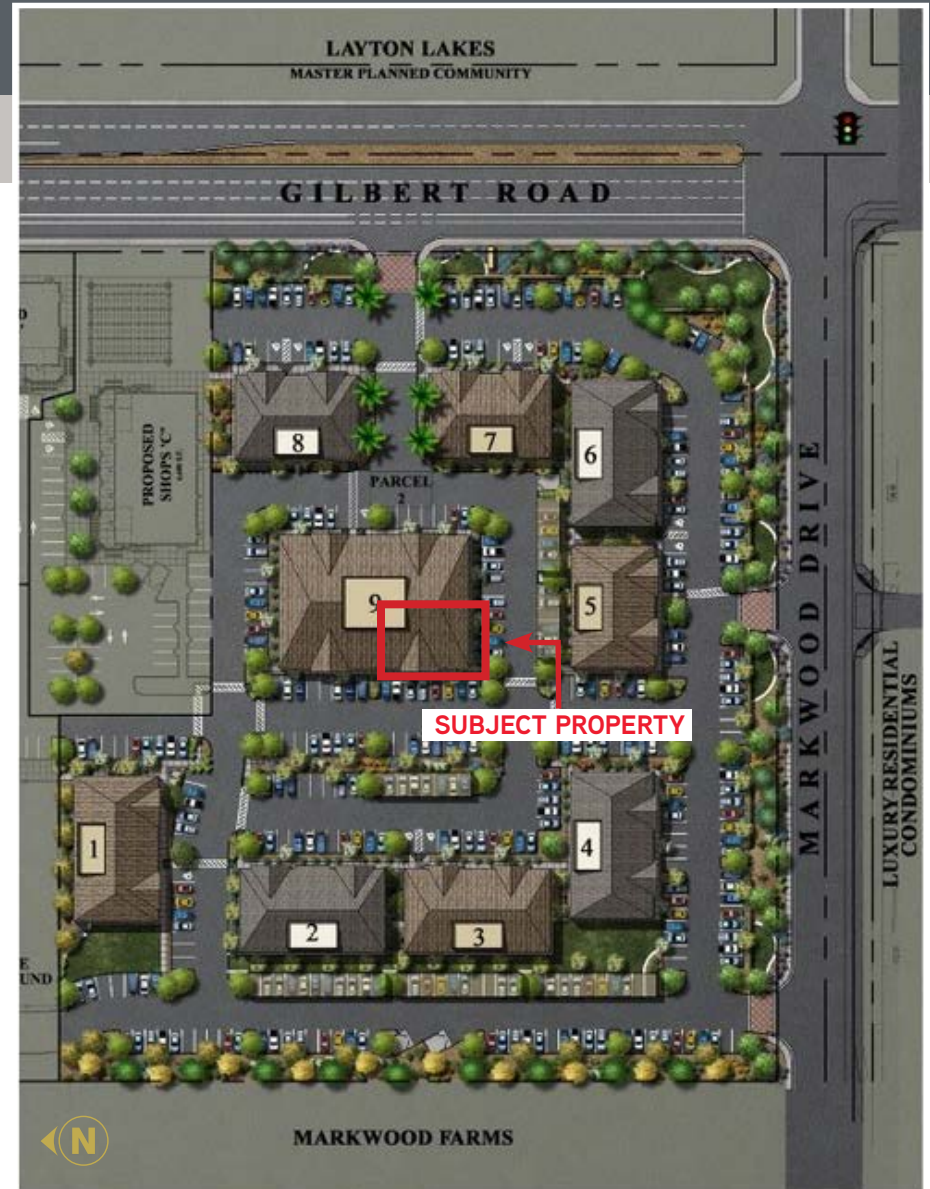 LAYTON LAKES
MASTER PLANNED COMMUNITY
GILBERT ROAD
8
7
6
PROPOSED
SHOPS "C"
PARCEL
2
9
5
SUBJECT PROPERTY
MARKWOOD DRIVE
LUXURY RESIDENTIAL
CONDOMINIUMS
1
4
2
3
UND
N
MARKWOOD FARMS